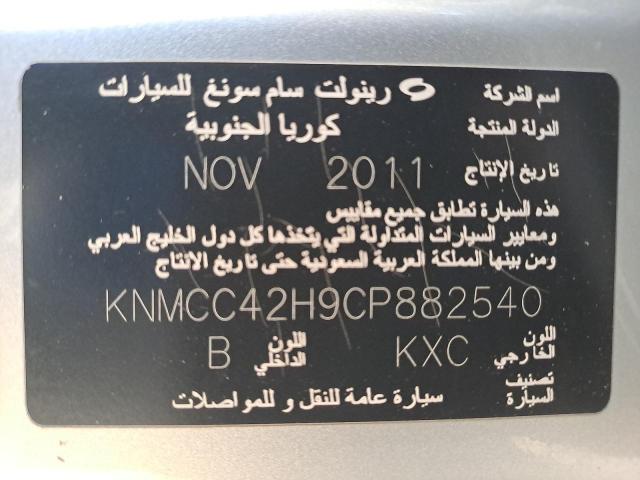 اسم الشركة رينولت سام سونغ للسيارات
الدولة المنتجة كوريا الجنوبية
تاريخ الإنتاج NOV 2011
هذه السيارة تطابق جميع مقاييس
ومعايير السيارات المتداولة التي يتخذها كل دول الخليج العربي
ومن بينها المملكة العربية السعودية حتى تاريخ الانتاج
KNMCC42H9CP882540
اللون الخارجي KXC اللون الداخلي B
تصنيف السيارة سيارة عامة للنقل و للمواصلات